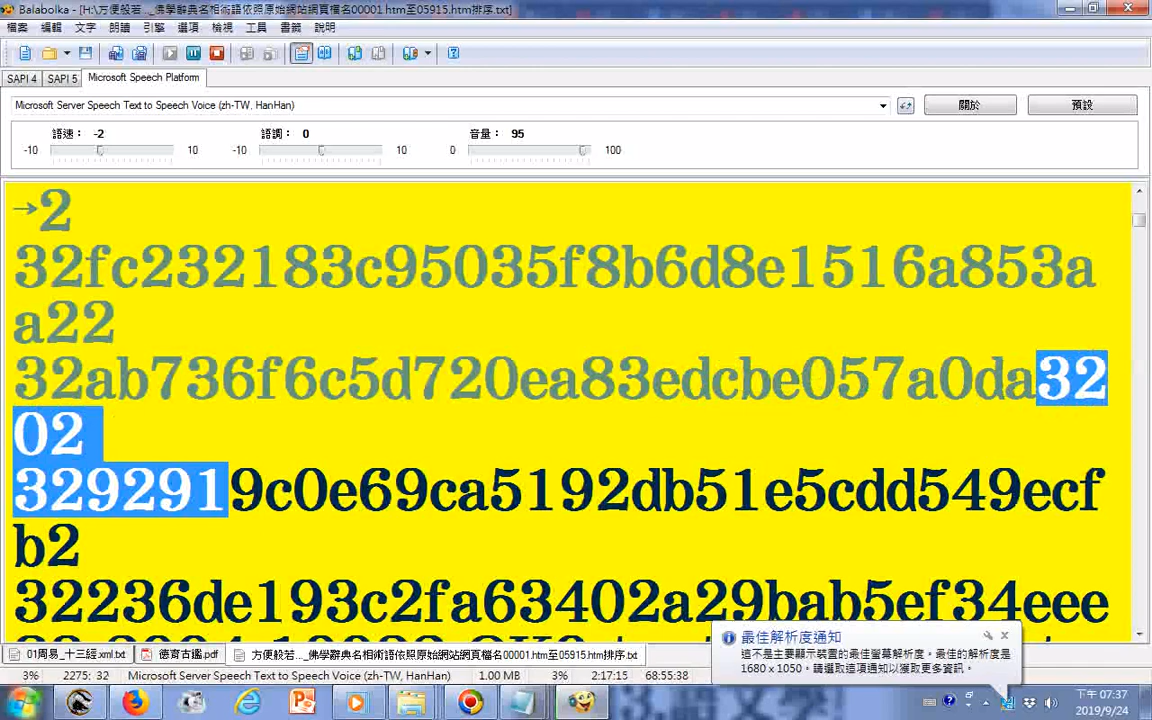 Balabolka - [H:\方便般若..._佛學辭典名相術語依照原始網站網頁檔名00001.htm至05915.htm排序.txt]
檔案 編輯 文字 朗讀 引擎 選項 檢視 工具 書籤 說明
SAPI 4 SAPI 5 Microsoft Speech Platform
Microsoft Server Speech Text to Speech Voice (zh-TW, HanHan) 關於 預設
語速： -2 語調： 0 音量： 95
-10 10 -10 10 0 100
→2
32fc232183c95035f8b6d8e1516a853a
a22
32ab736f6c5d720ea83edcbe057a0da32
02
3292919c0e69ca5192db51e5cdd549ecf
b2
32236de193c2fa63402a29bab5ef34eee
最佳解析度通知
這不是主要顯示裝置的最佳螢幕解析度。最佳的解析度是
1680 x 1050。請選取這項通知以獲取更多資訊。
01周易_十三經.xml.txt 德育古鑑.pdf 方便般若..._佛學辭典名相術語依照原始網站網頁檔名00001.htm至05915.htm排序.txt
3% 2275: 32 Microsoft Server Speech Text to Speech Voice (zh-TW, HanHan) 1.00 MB 3% 2:17:15 68:55:38
下午 07:37
2019/9/24